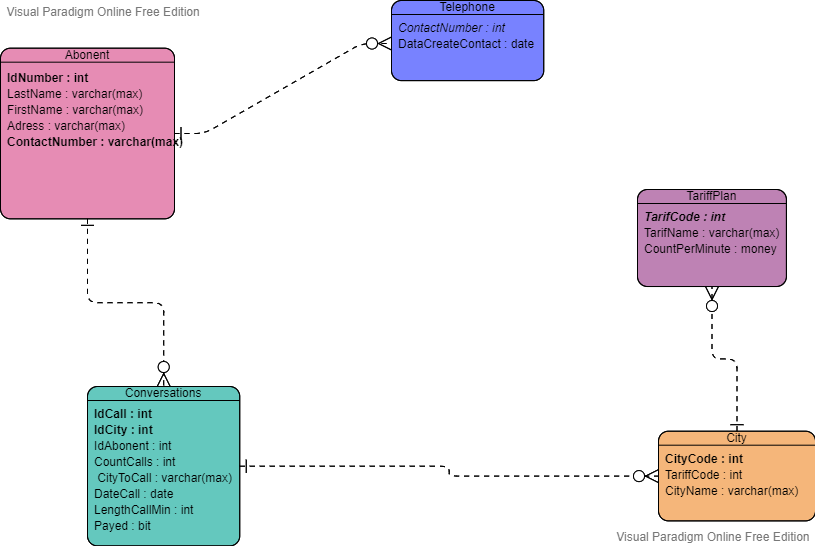 Visual Paradigm Online Free Edition
Telephone
ContactNumber : int
DataCreateContact : date
Abonent
IdNumber : int
LastName : varchar(max)
FirstName : varchar(max)
Adress : varchar(max)
ContactNumber : varchar(max)
TariffPlan
TarifCode : int
TarifName : varchar(max)
CountPerMinute : money
Conversations
IdCall : int
IdCity : int
IdAbonent : int
CountCalls : int
CityToCall : varchar(max)
DateCall : date
LengthCallMin : int
Payed : bit
City
CityCode : int
TariffCode : int
CityName : varchar(max)
Visual Paradigm Online Free Edition